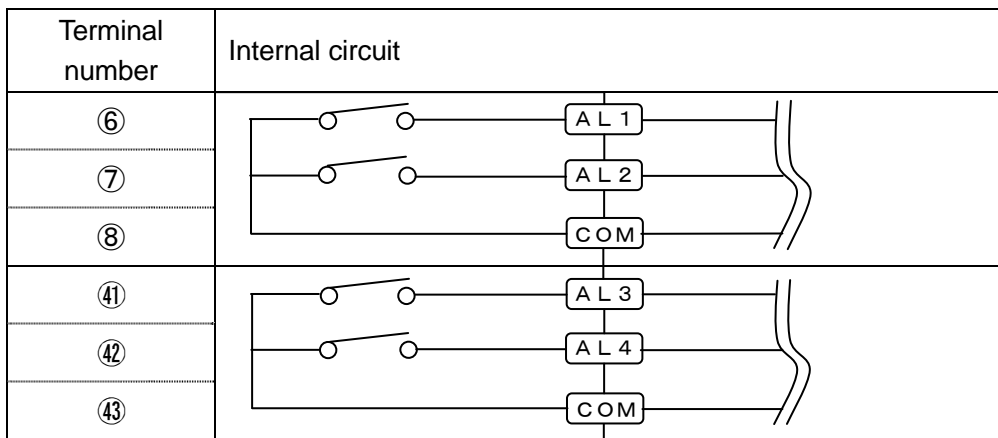 Terminal
number
Internal circuit
⑥
AL1
⑦
AL2
⑧
COM
㊶
AL3
㊷
AL4
㊸
COM